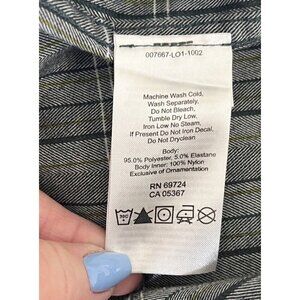 007667-LO1-1002
Machine Wash Cold,
Wash Separately.
Do Not Bleach,
Tumble Dry Low,
Iron Low No Steam,
If Present Do Not Iron Decal,
Do Not Dryclean
Body:
95.0% Polyester, 5.0% Elastane
Body Inner: 100% Nylon
Exclusive of Ornamentation
RN 69724
CA 05367